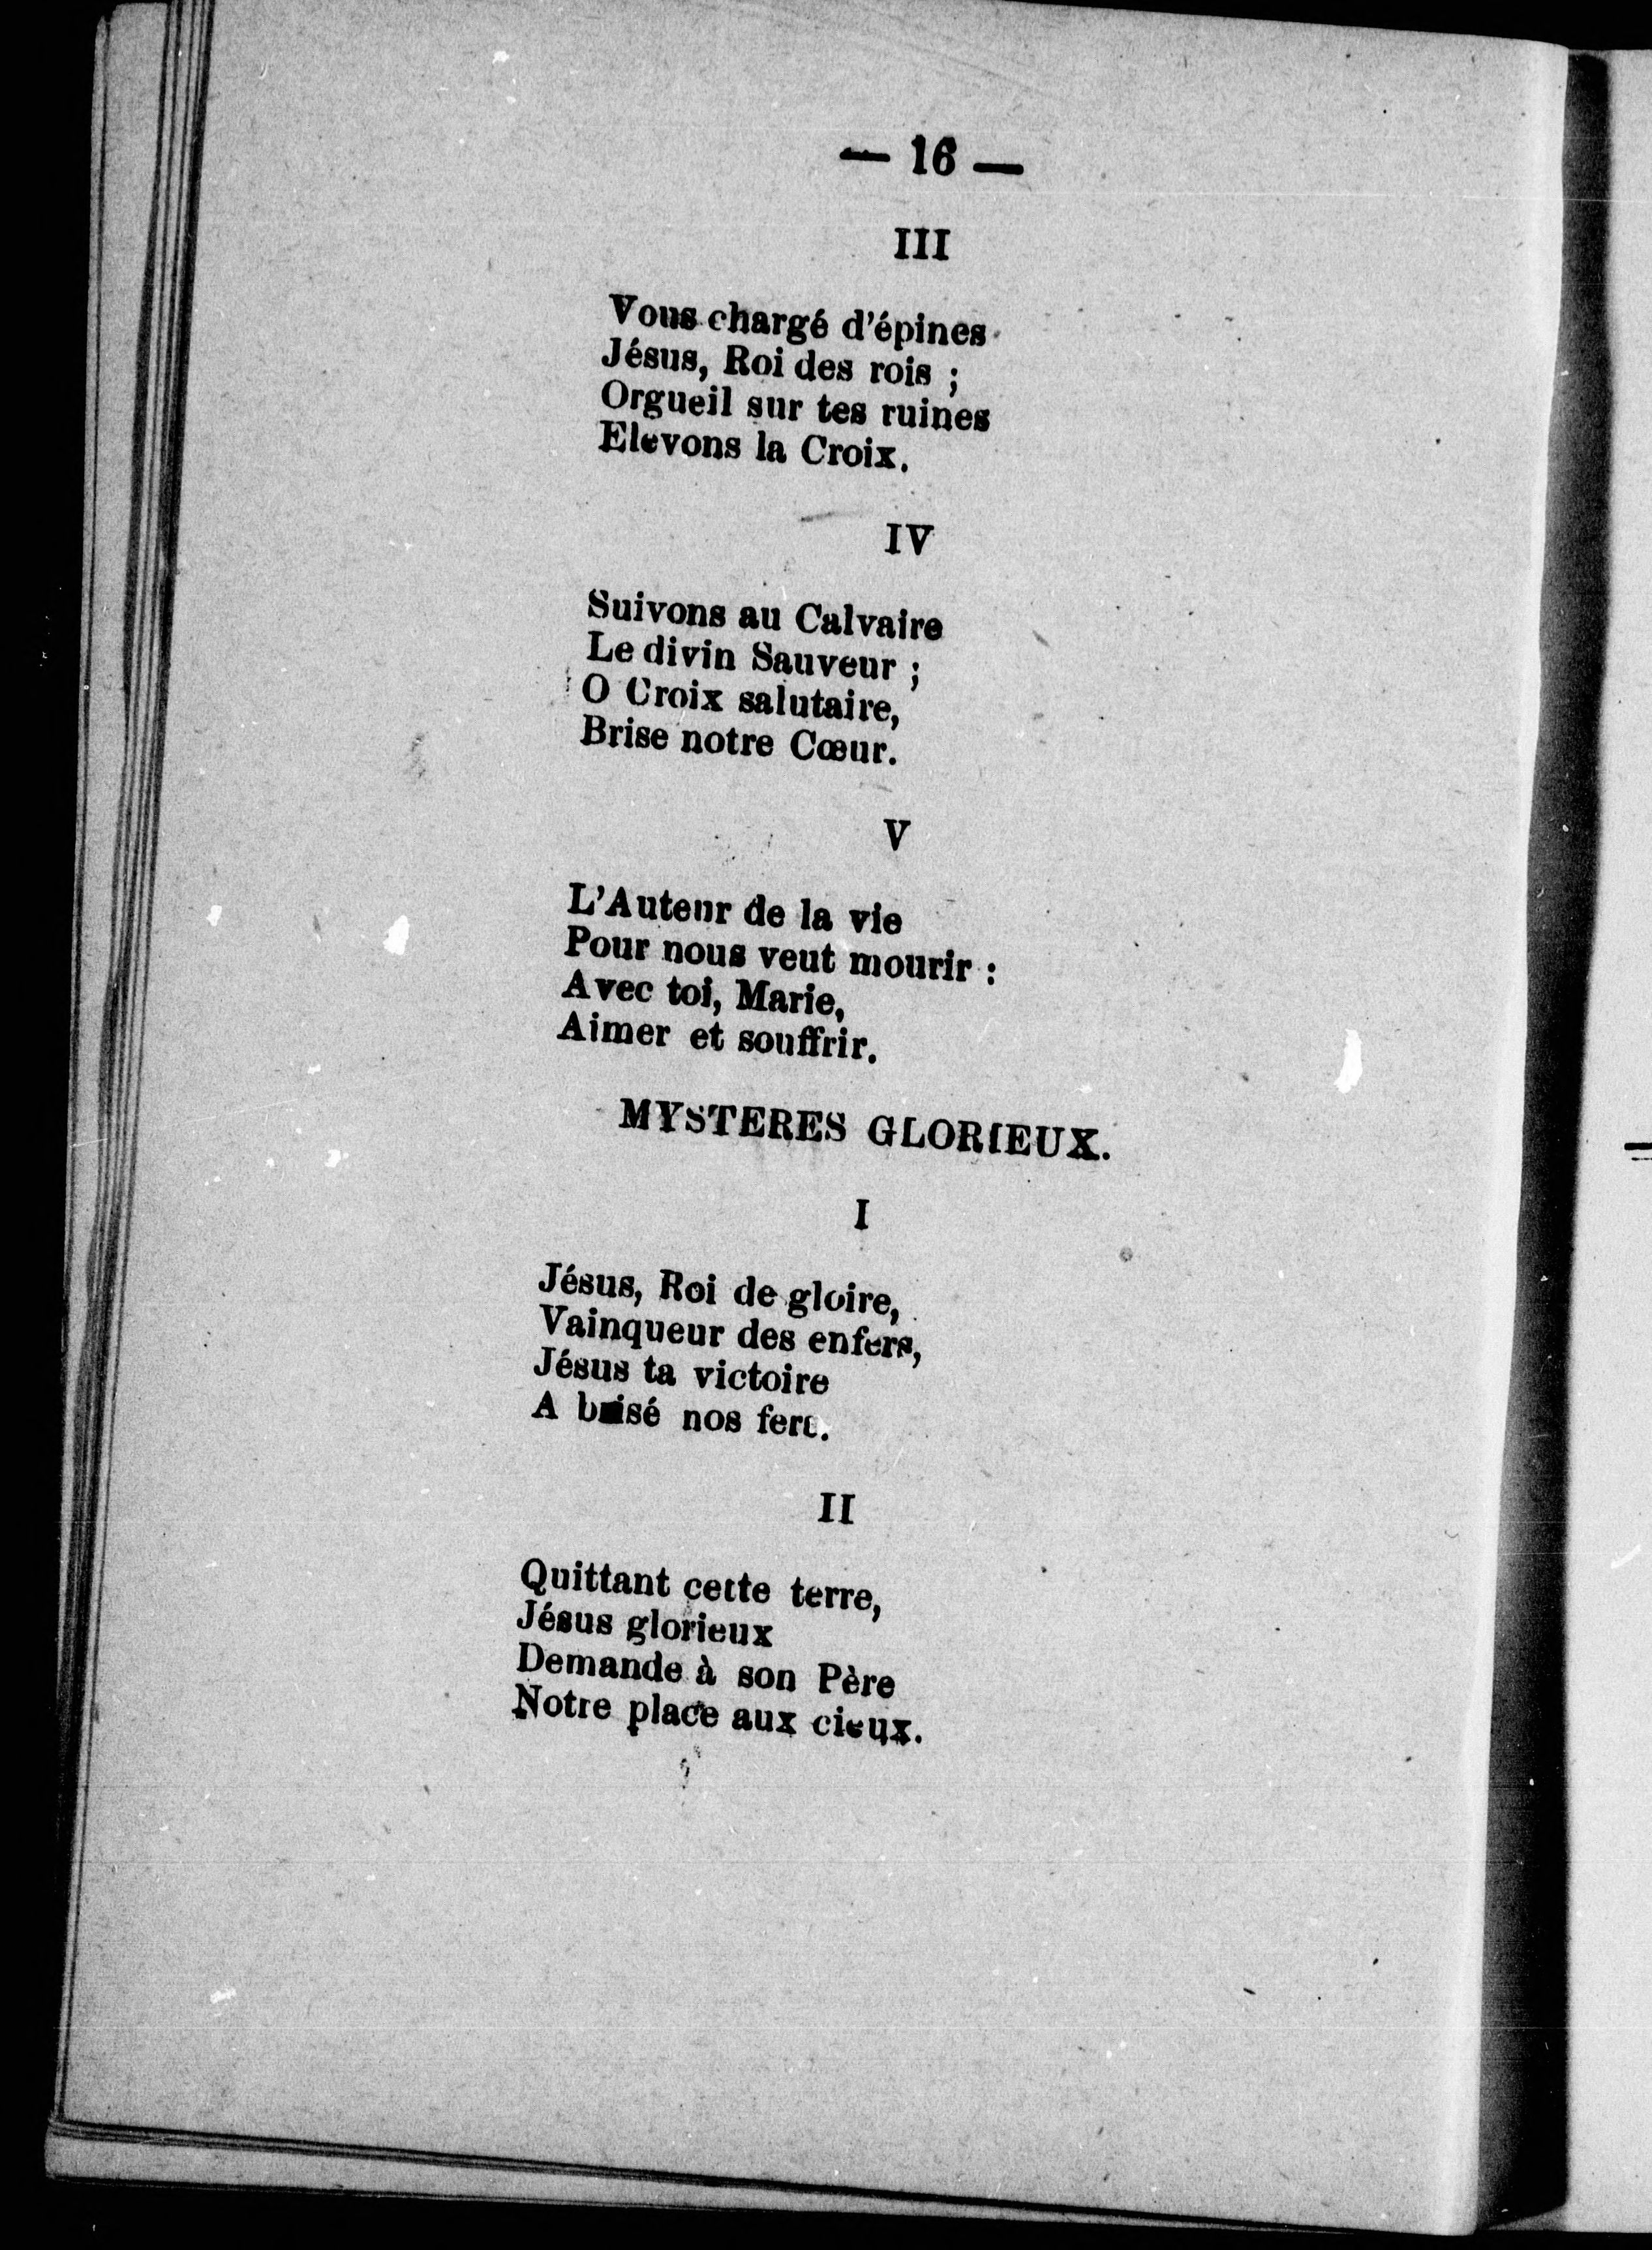 — 16 —
III
Vous chargé d'épines
Jésus, Roi des rois ;
Orgueil sur tes ruines
Elevons la Croix.
IV
Suivons au Calvaire
Le divin Sauveur ;
O Croix salutaire,
Brise notre Cœur.
V
L'Auteur de la vie
Pour nous veut mourir :
Avec toi, Marie,
Aimer et souffrir.
MYSTERES GLORIEUX.
I
Jésus, Roi de gloire,
Vainqueur des enfers,
Jésus ta victoire
A brisé nos fers.
II
Quittant cette terre,
Jésus glorieux
Demande à son Père
Notre place aux cieux.